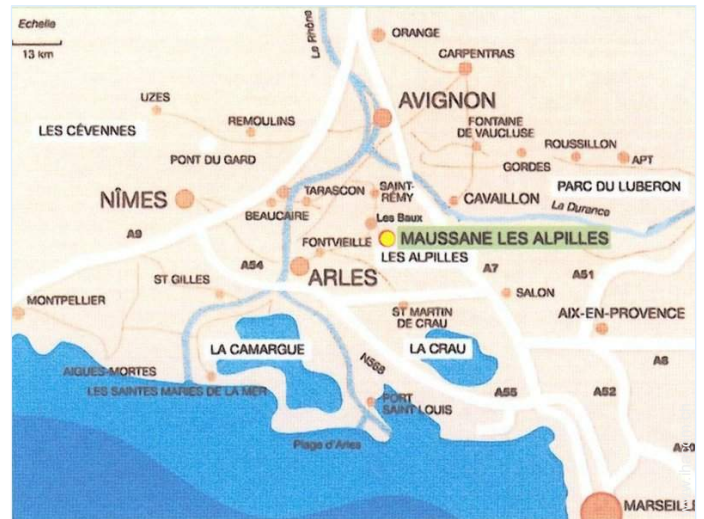 Echelle
13 km
Le Rhône
ORANGE
CARPENTRAS
UZES
AVIGNON
REMOULINS
FONTAINE
DE VAUCLUSE
LES CÉVENNES
ROUSSILLON
PONT DU GARD
GORDES
APT
NÎMES
TARASCON
SAINT-
RÉMY
CAVAILLON
PARC DU LUBERON
BEAUCAIRE
La Durance
Les Baux
A9
FONTVIEILLE
MAUSSANE LES ALPILLES
LES ALPILLES
A54
ARLES
A7
A51
ST GILLES
SALON
MONTPELLIER
ST MARTIN
DE CRAU
AIX-EN-PROVENCE
LA CAMARGUE
LA CRAU
N568
A8
AIGUES-MORTES
LES SAINTES MARIES DE LA MER
A55
A52
PORT
SAINT LOUIS
Plage d'Arles
A50
MARSEILL